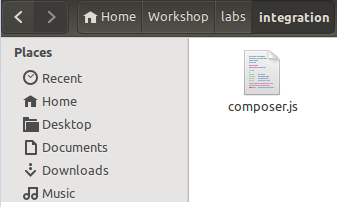 Home Workshop labs integration
Places
Recent
Home
Desktop
Documents
Downloads
Music
composer.js